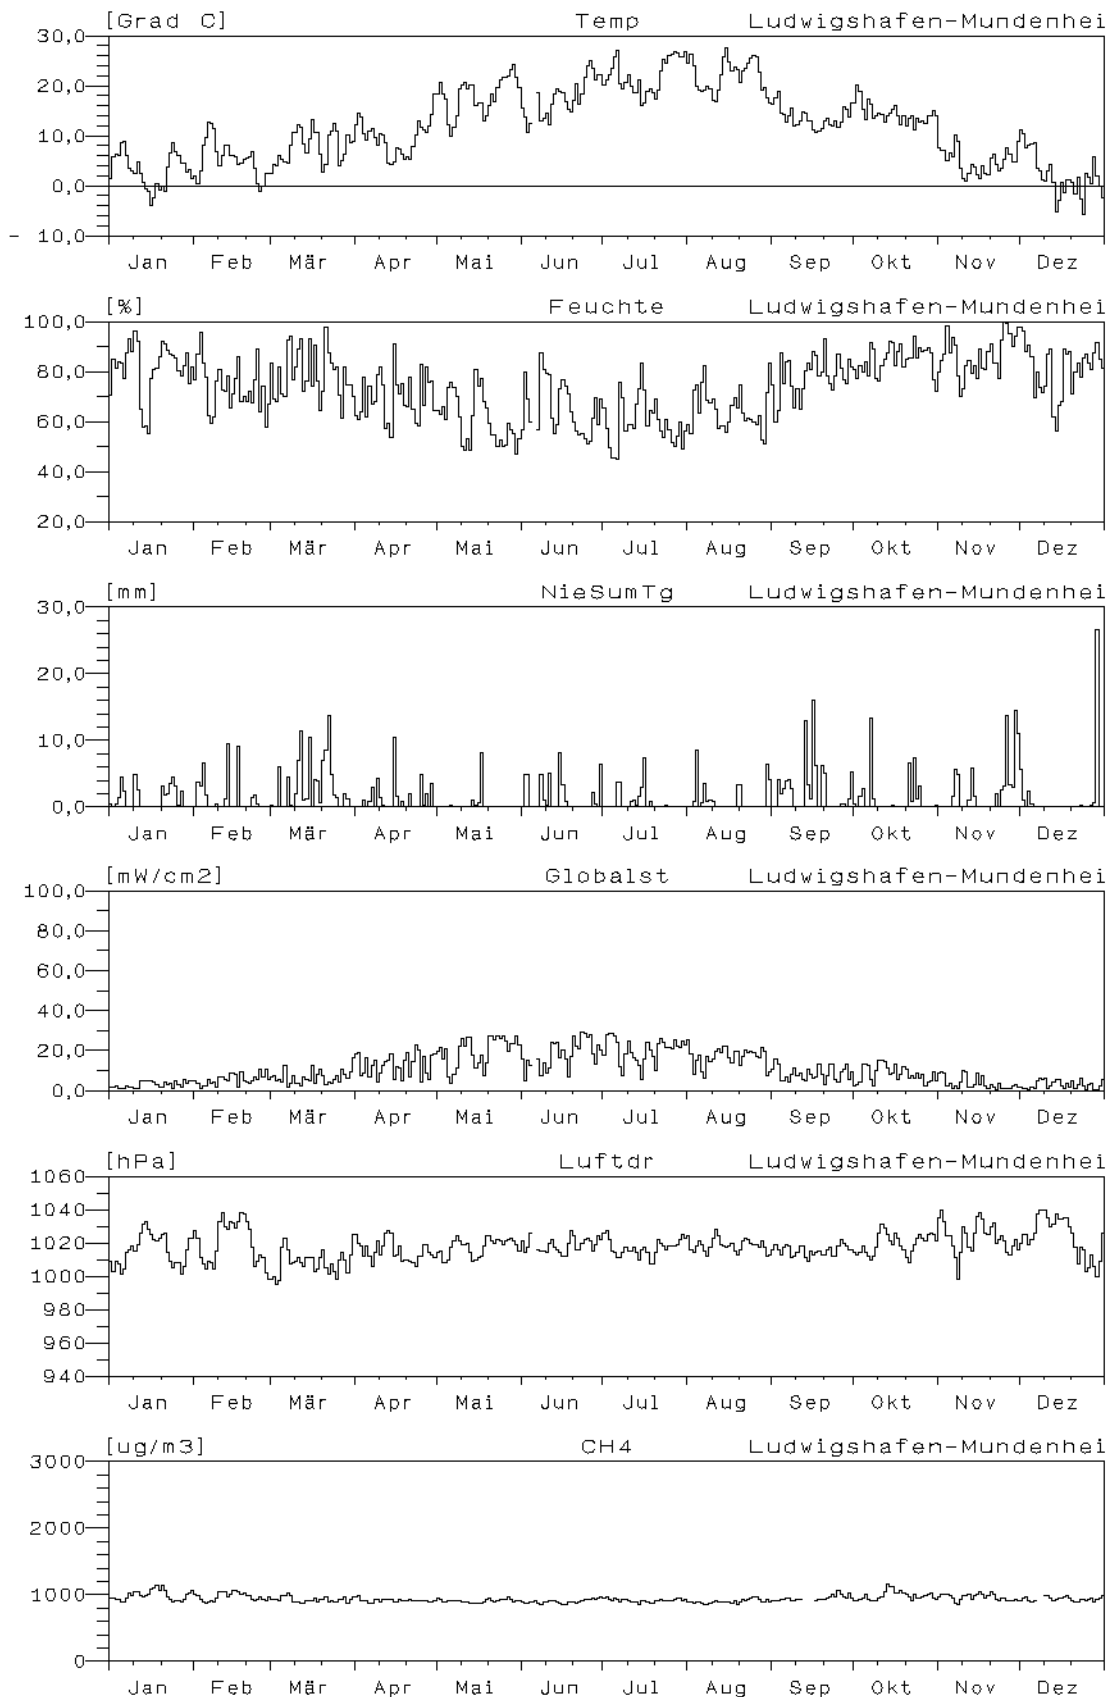 [Grad C] Temp Ludwigshafen-Mundenhei
30,0
20,0
10,0
0,0
- 10,0
Jan Feb Mär Apr Mai Jun Jul Aug Sep Okt Nov Dez
[%] Feuchte Ludwigshafen-Mundenhei
100,0
80,0
60,0
40,0
20,0
Jan Feb Mär Apr Mai Jun Jul Aug Sep Okt Nov Dez
[mm] NieSumTg Ludwigshafen-Mundenhei
30,0
20,0
10,0
0,0
Jan Feb Mär Apr Mai Jun Jul Aug Sep Okt Nov Dez
[mW/cm2] Globalst Ludwigshafen-Mundenhei
100,0
80,0
60,0
40,0
20,0
0,0
Jan Feb Mär Apr Mai Jun Jul Aug Sep Okt Nov Dez
[hPa] Luftdr Ludwigshafen-Mundenhei
1060
1040
1020
1000
980
960
940
Jan Feb Mär Apr Mai Jun Jul Aug Sep Okt Nov Dez
[ug/m3] CH4 Ludwigshafen-Mundenhei
3000
2000
1000
0
Jan Feb Mär Apr Mai Jun Jul Aug Sep Okt Nov Dez